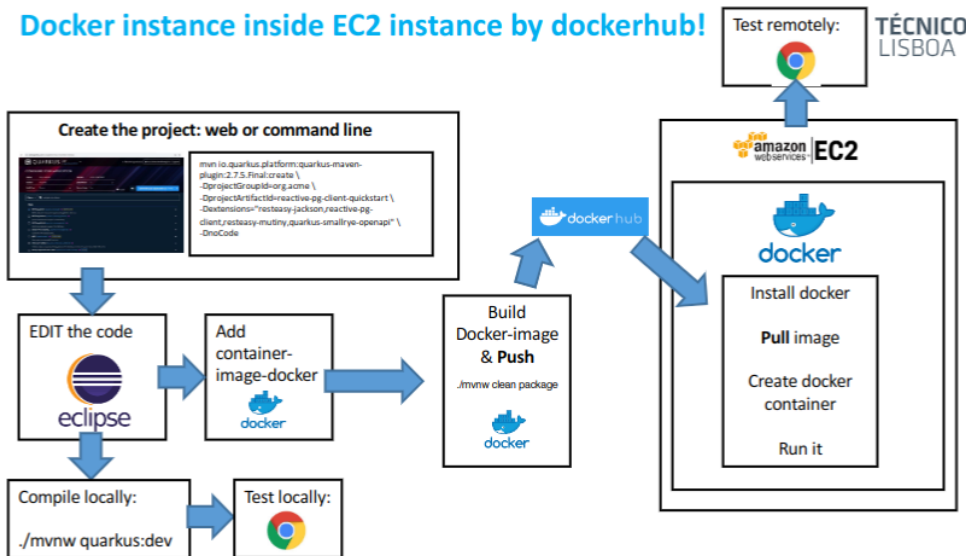 Docker instance inside EC2 instance by dockerhub!
Test remotely:
TÉCNICO
LISBOA
Create the project: web or command line
QUARKUS
mvn io.quarkus.platform:quarkus-maven-
plugin:2.7.5.Final:create \
-DprojectGroupId=org.acme \
-DprojectArtifactId=reactive-pg-client-quickstart \
-Dextensions="resteasy-jackson,reactive-pg-
client,resteasy-mutiny,quarkus-smallrye-openapi" \
-DnoCode
EDIT the code
eclipse
Add
container-
image-docker
docker
Build
Docker-image
& Push
./mvnw clean package
docker
docker hub
amazon
webservices™
EC2
docker
Install docker
Pull image
Create docker
container
Run it
Compile locally:
./mvnw quarkus:dev
Test locally: